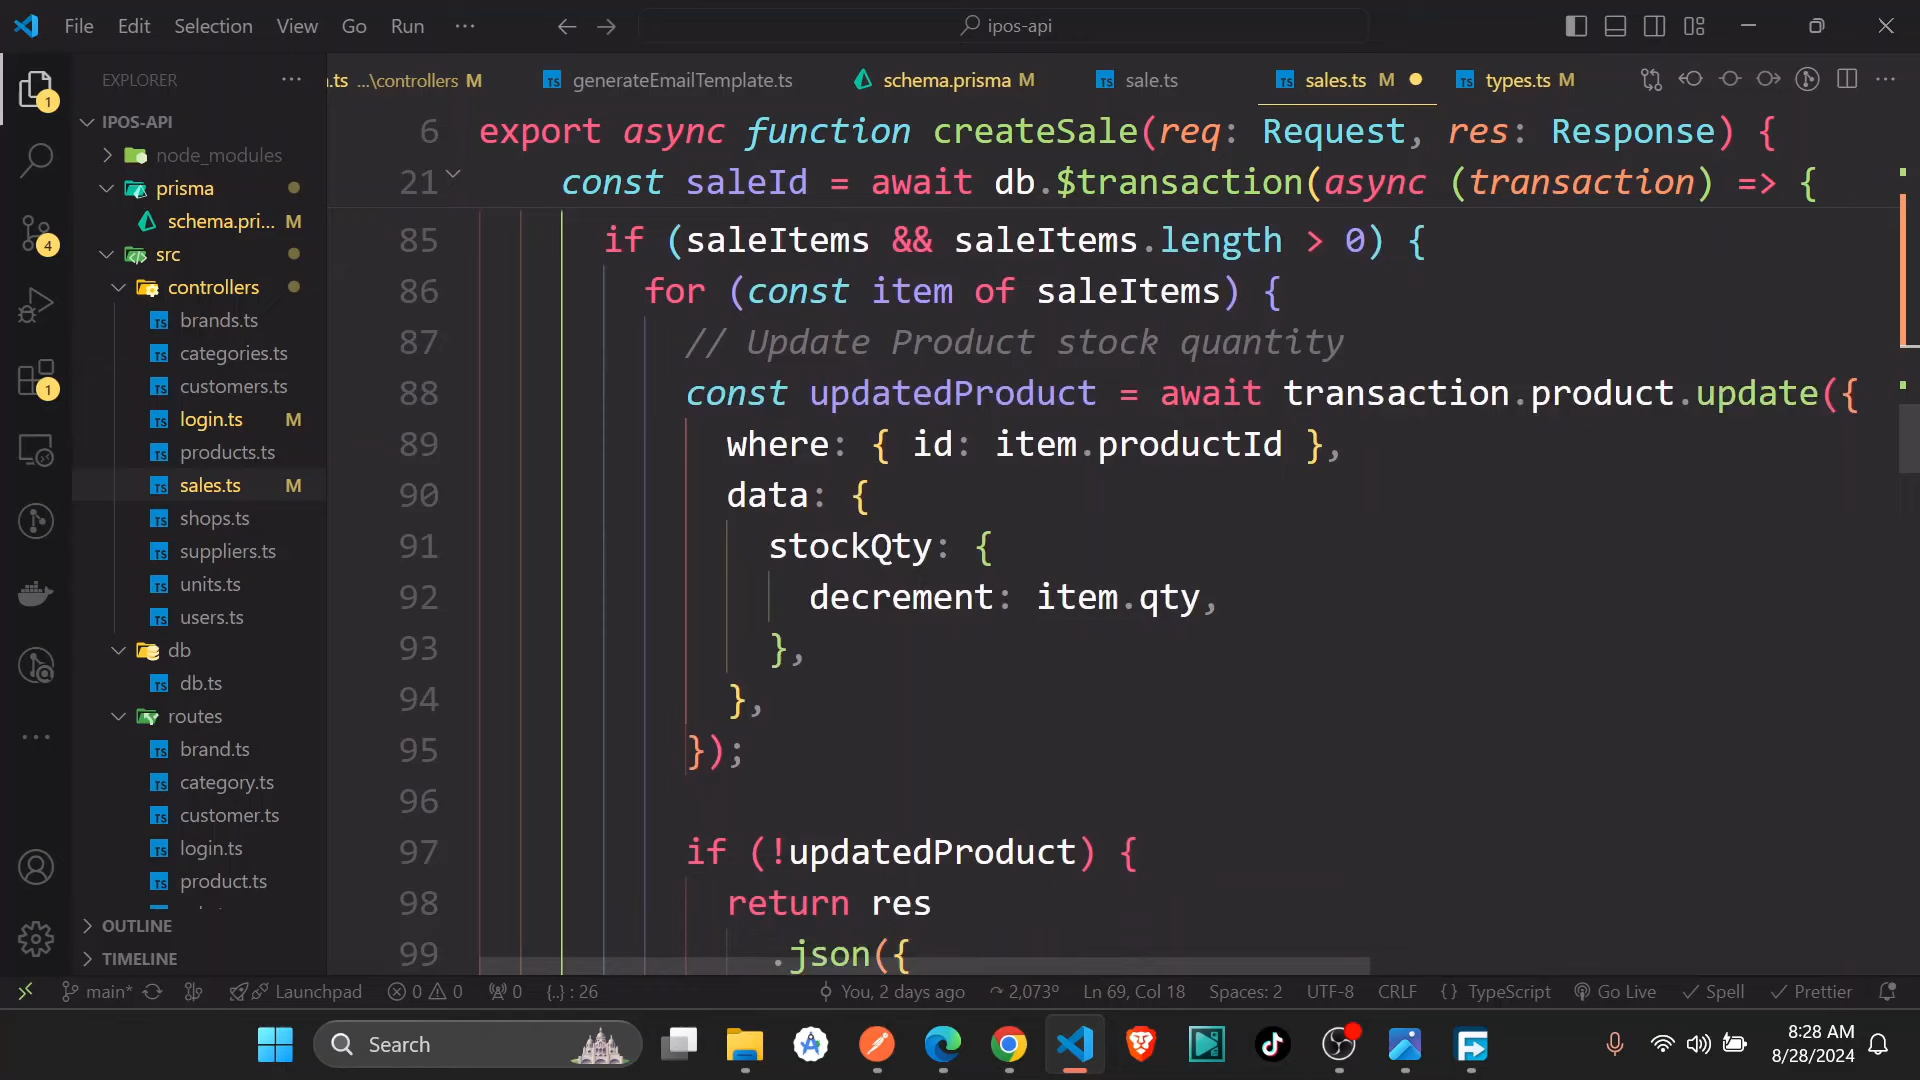 File Edit Selection View Go Run ··· ipos-api
EXPLORER
IPOS-API
node_modules
prisma
schema.pri... M
src
controllers
brands.ts
categories.ts
customers.ts
login.ts M
products.ts
sales.ts M
shops.ts
suppliers.ts
units.ts
users.ts
db
db.ts
routes
brand.ts
category.ts
customer.ts
login.ts
product.ts
OUTLINE
TIMELINE
1
4
1
.ts ...\controllers M generateEmailTemplate.ts schema.prisma M sale.ts sales.ts M types.ts M
6 export async function createSale(req: Request, res: Response) {
21 const saleId = await db.$transaction(async (transaction) => {
85 if (saleItems && saleItems.length > 0) {
86 for (const item of saleItems) {
87 // Update Product stock quantity
88 const updatedProduct = await transaction.product.update({
89 where: { id: item.productId },
90 data: {
91 stockQty: {
92 decrement: item.qty,
93 },
94 },
95 });
96
97 if (!updatedProduct) {
98 return res
99 .json({
main* Launchpad 0 0 0 {..} : 26 You, 2 days ago 2,073º Ln 69, Col 18 Spaces: 2 UTF-8 CRLF {} TypeScript Go Live Spell Prettier
Search
8:28 AM
8/28/2024